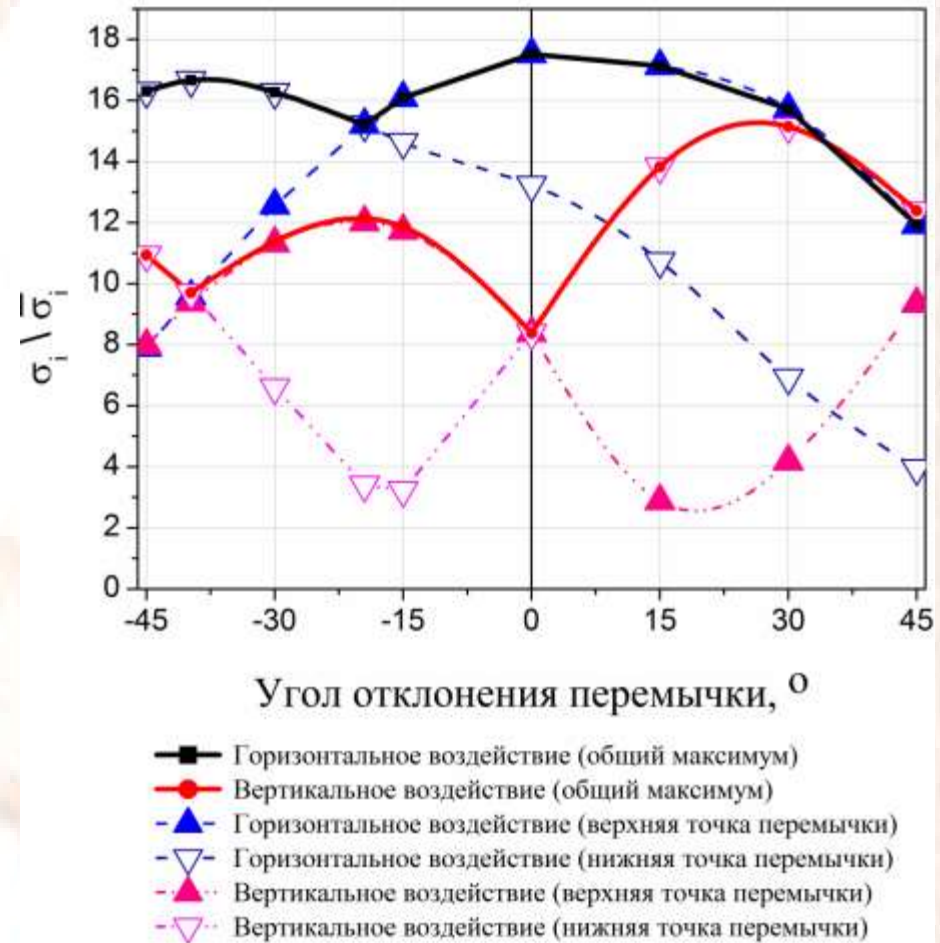 18
16
14
12
10
8
6
4
2
0
σi \ σ̅i
-45 -30 -15 0 15 30 45
Угол отклонения перемычки, о
Горизонтальное воздействие (общий максимум)
Вертикальное воздействие (общий максимум)
Горизонтальное воздействие (верхняя точка перемычки)
Горизонтальное воздействие (нижняя точка перемычки)
Вертикальное воздействие (верхняя точка перемычки)
Вертикальное воздействие (нижняя точка перемычки)